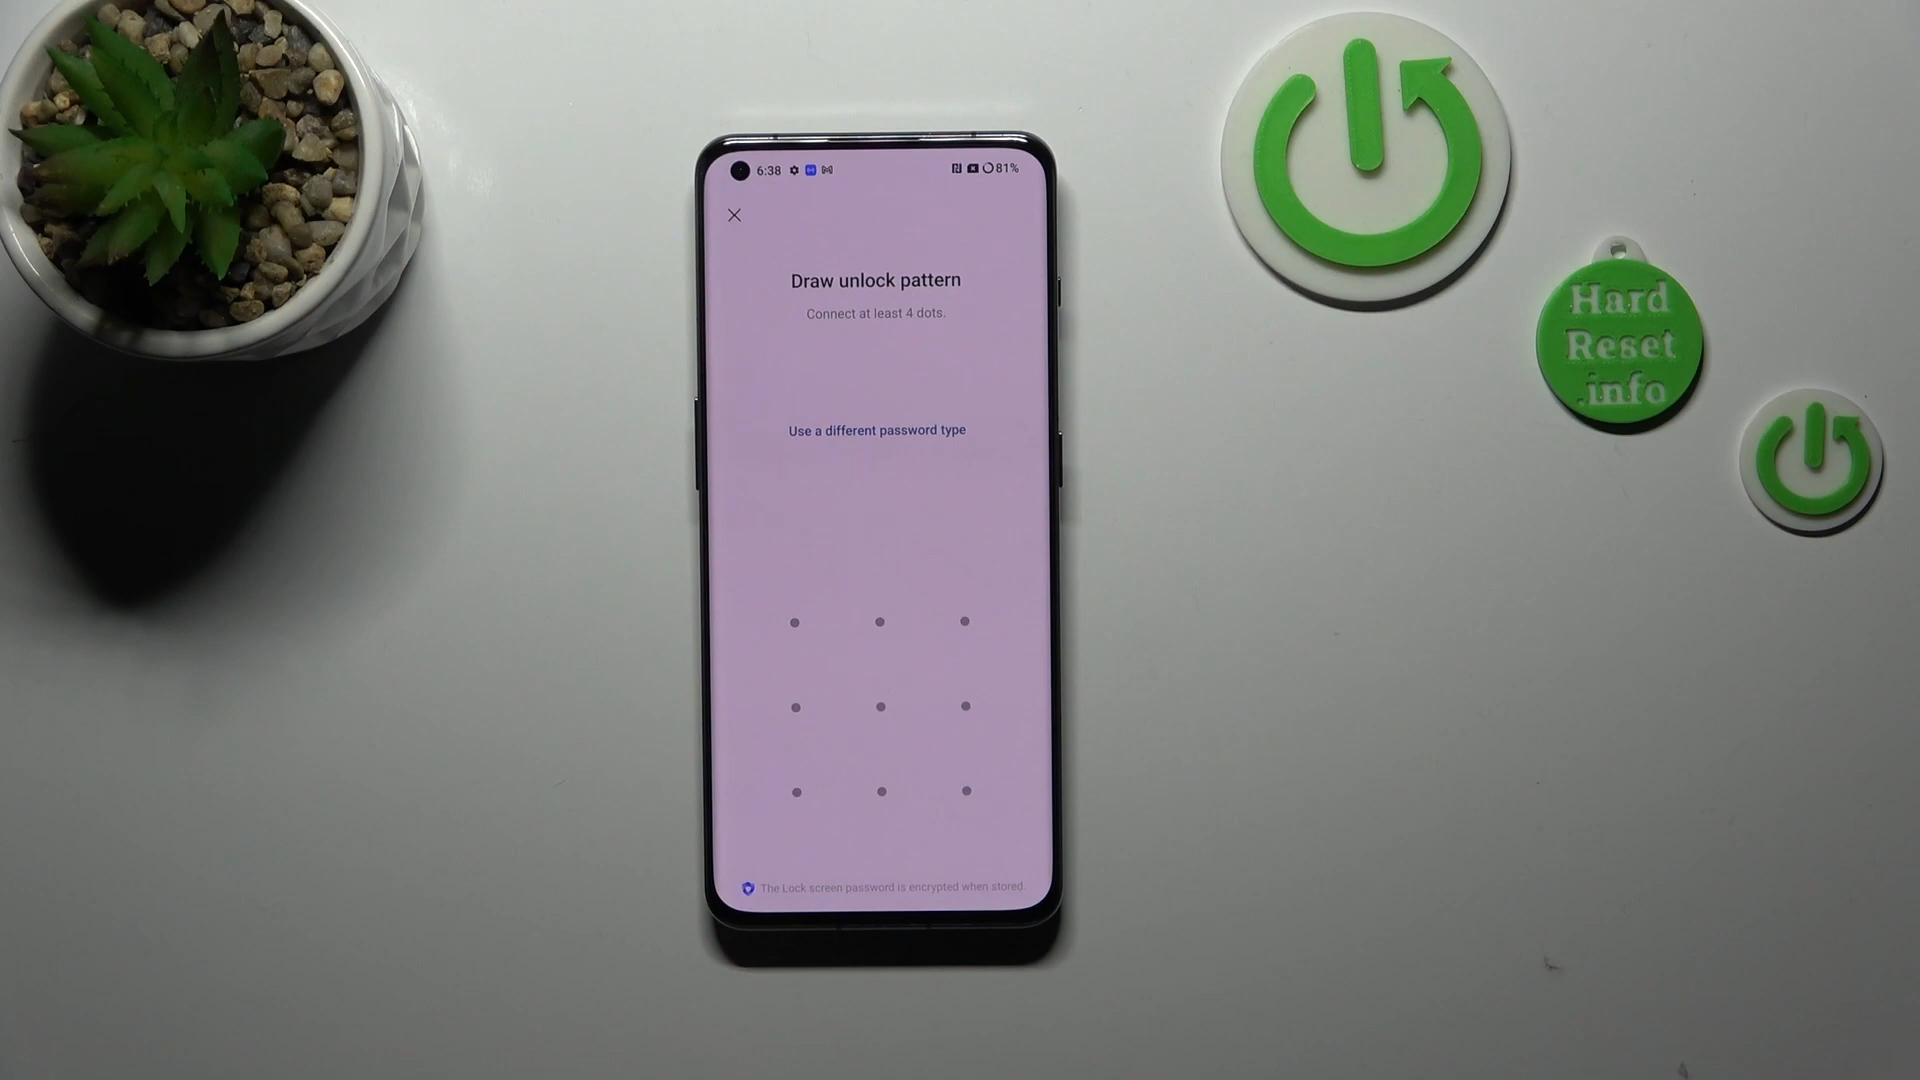 6:38
81%
Draw unlock pattern
Connect at least 4 dots.
Use a different password type
The Lock screen password is encrypted when stored.
Hard
Reset
.info